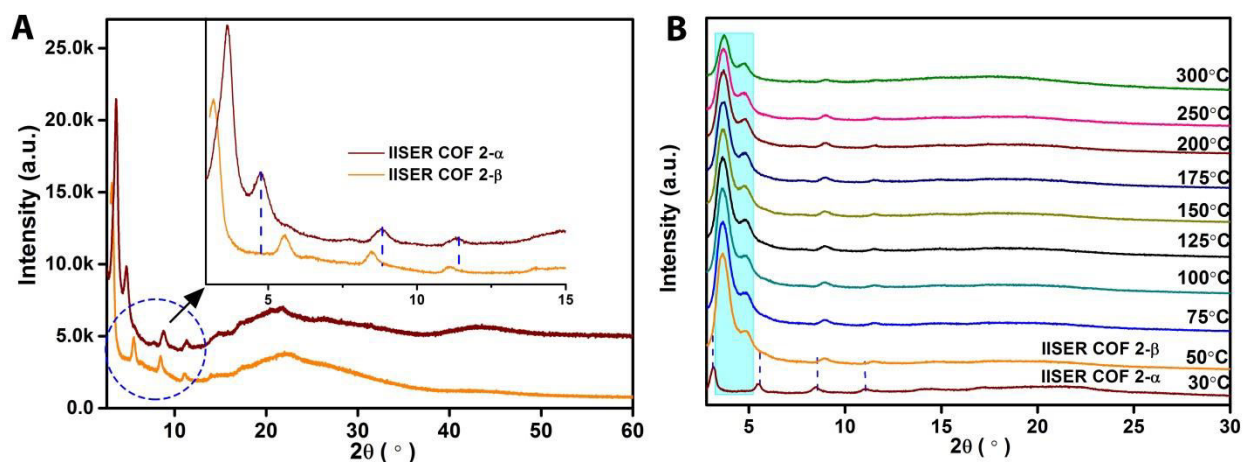 A
25.0k
20.0k
15.0k
10.0k
5.0k
0.0
Intensity (a.u.)
IISER COF 2-α
IISER COF 2-β
5
10
15
10
20
30
40
50
60
2θ ( ° )
B
Intensity (a.u.)
300°C
250°C
200°C
175°C
150°C
125°C
100°C
75°C
IISER COF 2-β 50°C
IISER COF 2-α 30°C
5
10
15
20
25
30
2θ ( ° )